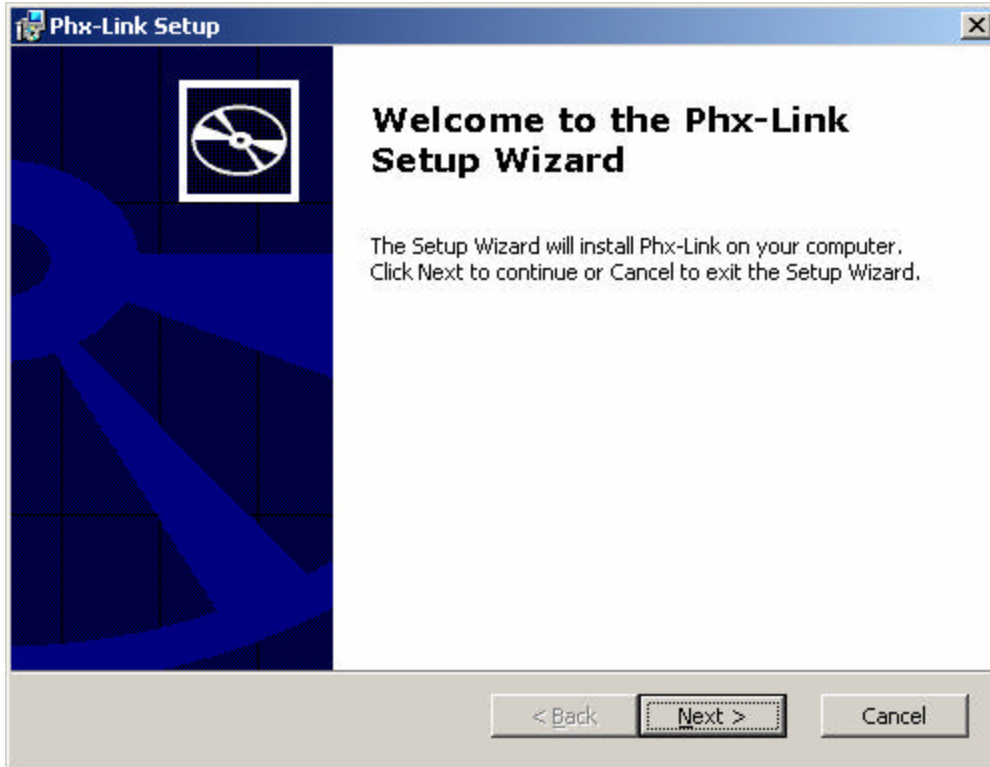 Phx-Link Setup
Welcome to the Phx-Link
Setup Wizard
The Setup Wizard will install Phx-Link on your computer.
Click Next to continue or Cancel to exit the Setup Wizard.
< Back
Next >
Cancel